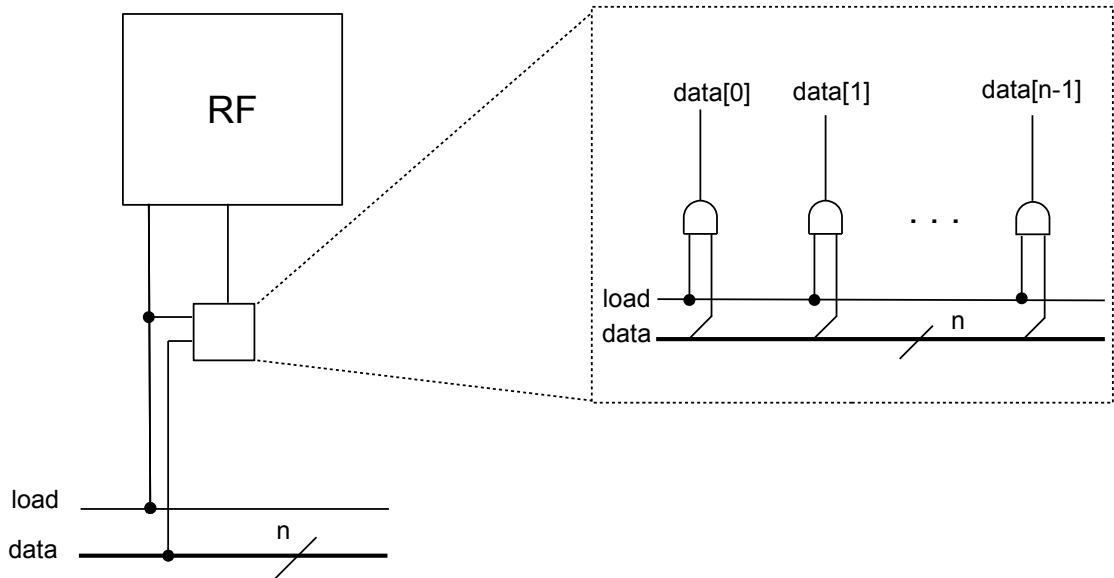 RF
data[0] data[1] data[n-1]
. . .
load
data
n
load
data
n